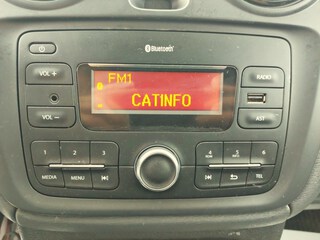 Bluetooth
VOL +
FM1
RADIO
CATINFO
VOL –
AST
1 2 3 4 5 6
MEDIA MENU TEL